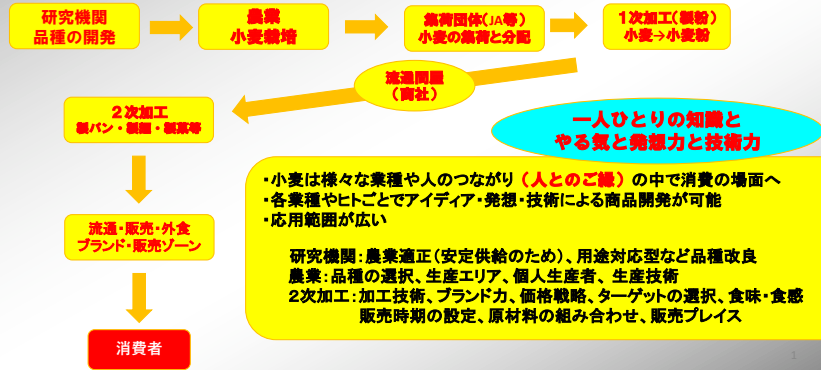 研究機関
品種の開発
農業
小麦栽培
集荷団体(JA等)
小麦の集荷と分配
1次加工(製粉)
小麦→小麦粉
流通問屋
(商社)
2次加工
製パン・製麺・製菓等
一人ひとりの知識と
やる気と発想力と技術力
・小麦は様々な業種や人のつながり(人とのご縁)の中で消費の場面へ
・各業種やヒトごとでアイディア・発想・技術による商品開発が可能
・応用範囲が広い
研究機関:農業適正(安定供給のため)、用途対応型など品種改良
農業:品種の選択、生産エリア、個人生産者、生産技術
2次加工:加工技術、ブランド力、価格戦略、ターゲットの選択、食味・食感
販売時期の設定、原材料の組み合わせ、販売プレイス
流通・販売・外食
ブランド・販売ゾーン
消費者